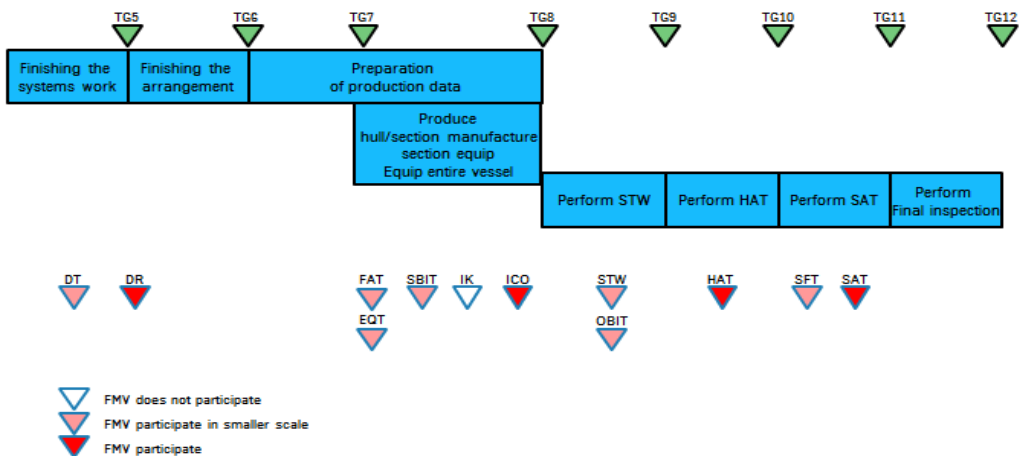 TG5 TG6 TG7 TG8 TG9 TG10 TG11 TG12
Finishing the
systems work
Finishing the
arrangement
Preparation
of production data
Produce
hull/section manufacture
section equip
Equip entire vessel
Perform STW
Perform HAT
Perform SAT
Perform
Final inspection
DT DR FAT SBIT IK ICO STW HAT SFT SAT
EQT OBIT
FMV does not participate
FMV participate in smaller scale
FMV participate